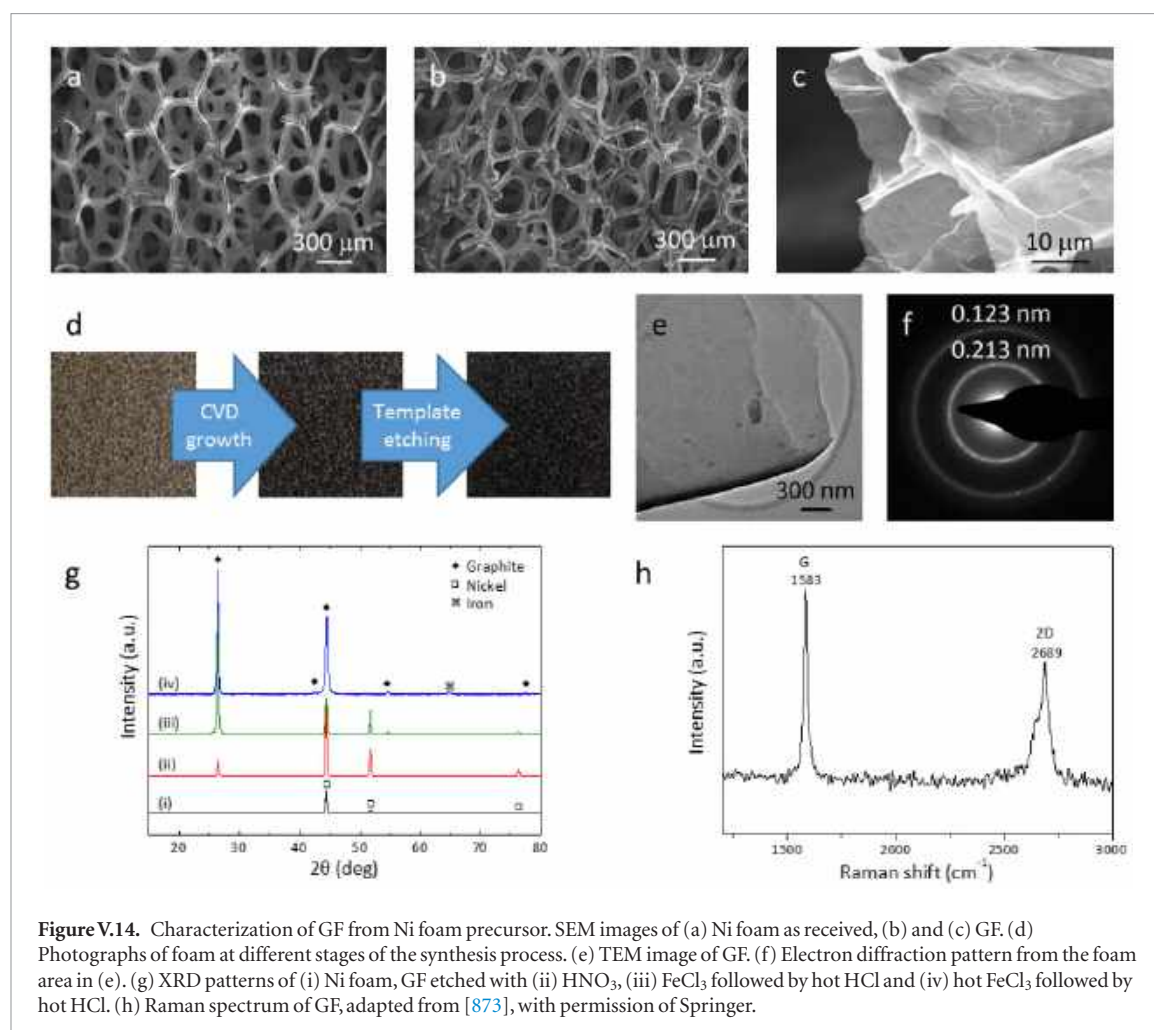 a
300 μm
b
300 μm
c
10 μm
d
CVD
growth
Template
etching
e
300 nm
f
0.123 nm
0.213 nm
g
Graphite
Nickel
Iron
(iv)
(iii)
(ii)
(i)
Intensity (a.u.)
20 30 40 50 60 70 80
2θ (deg)
h
G
1583
2D
2689
Intensity (a.u.)
1500 2000 2500 3000
Raman shift (cm⁻¹)
Figure V.14. Characterization of GF from Ni foam precursor. SEM images of (a) Ni foam as received, (b) and (c) GF. (d)
Photographs of foam at different stages of the synthesis process. (e) TEM image of GF. (f) Electron diffraction pattern from the foam
area in (e). (g) XRD patterns of (i) Ni foam, GF etched with (ii) HNO₃, (iii) FeCl₃ followed by hot HCl and (iv) hot FeCl₃ followed by
hot HCl. (h) Raman spectrum of GF, adapted from [873], with permission of Springer.